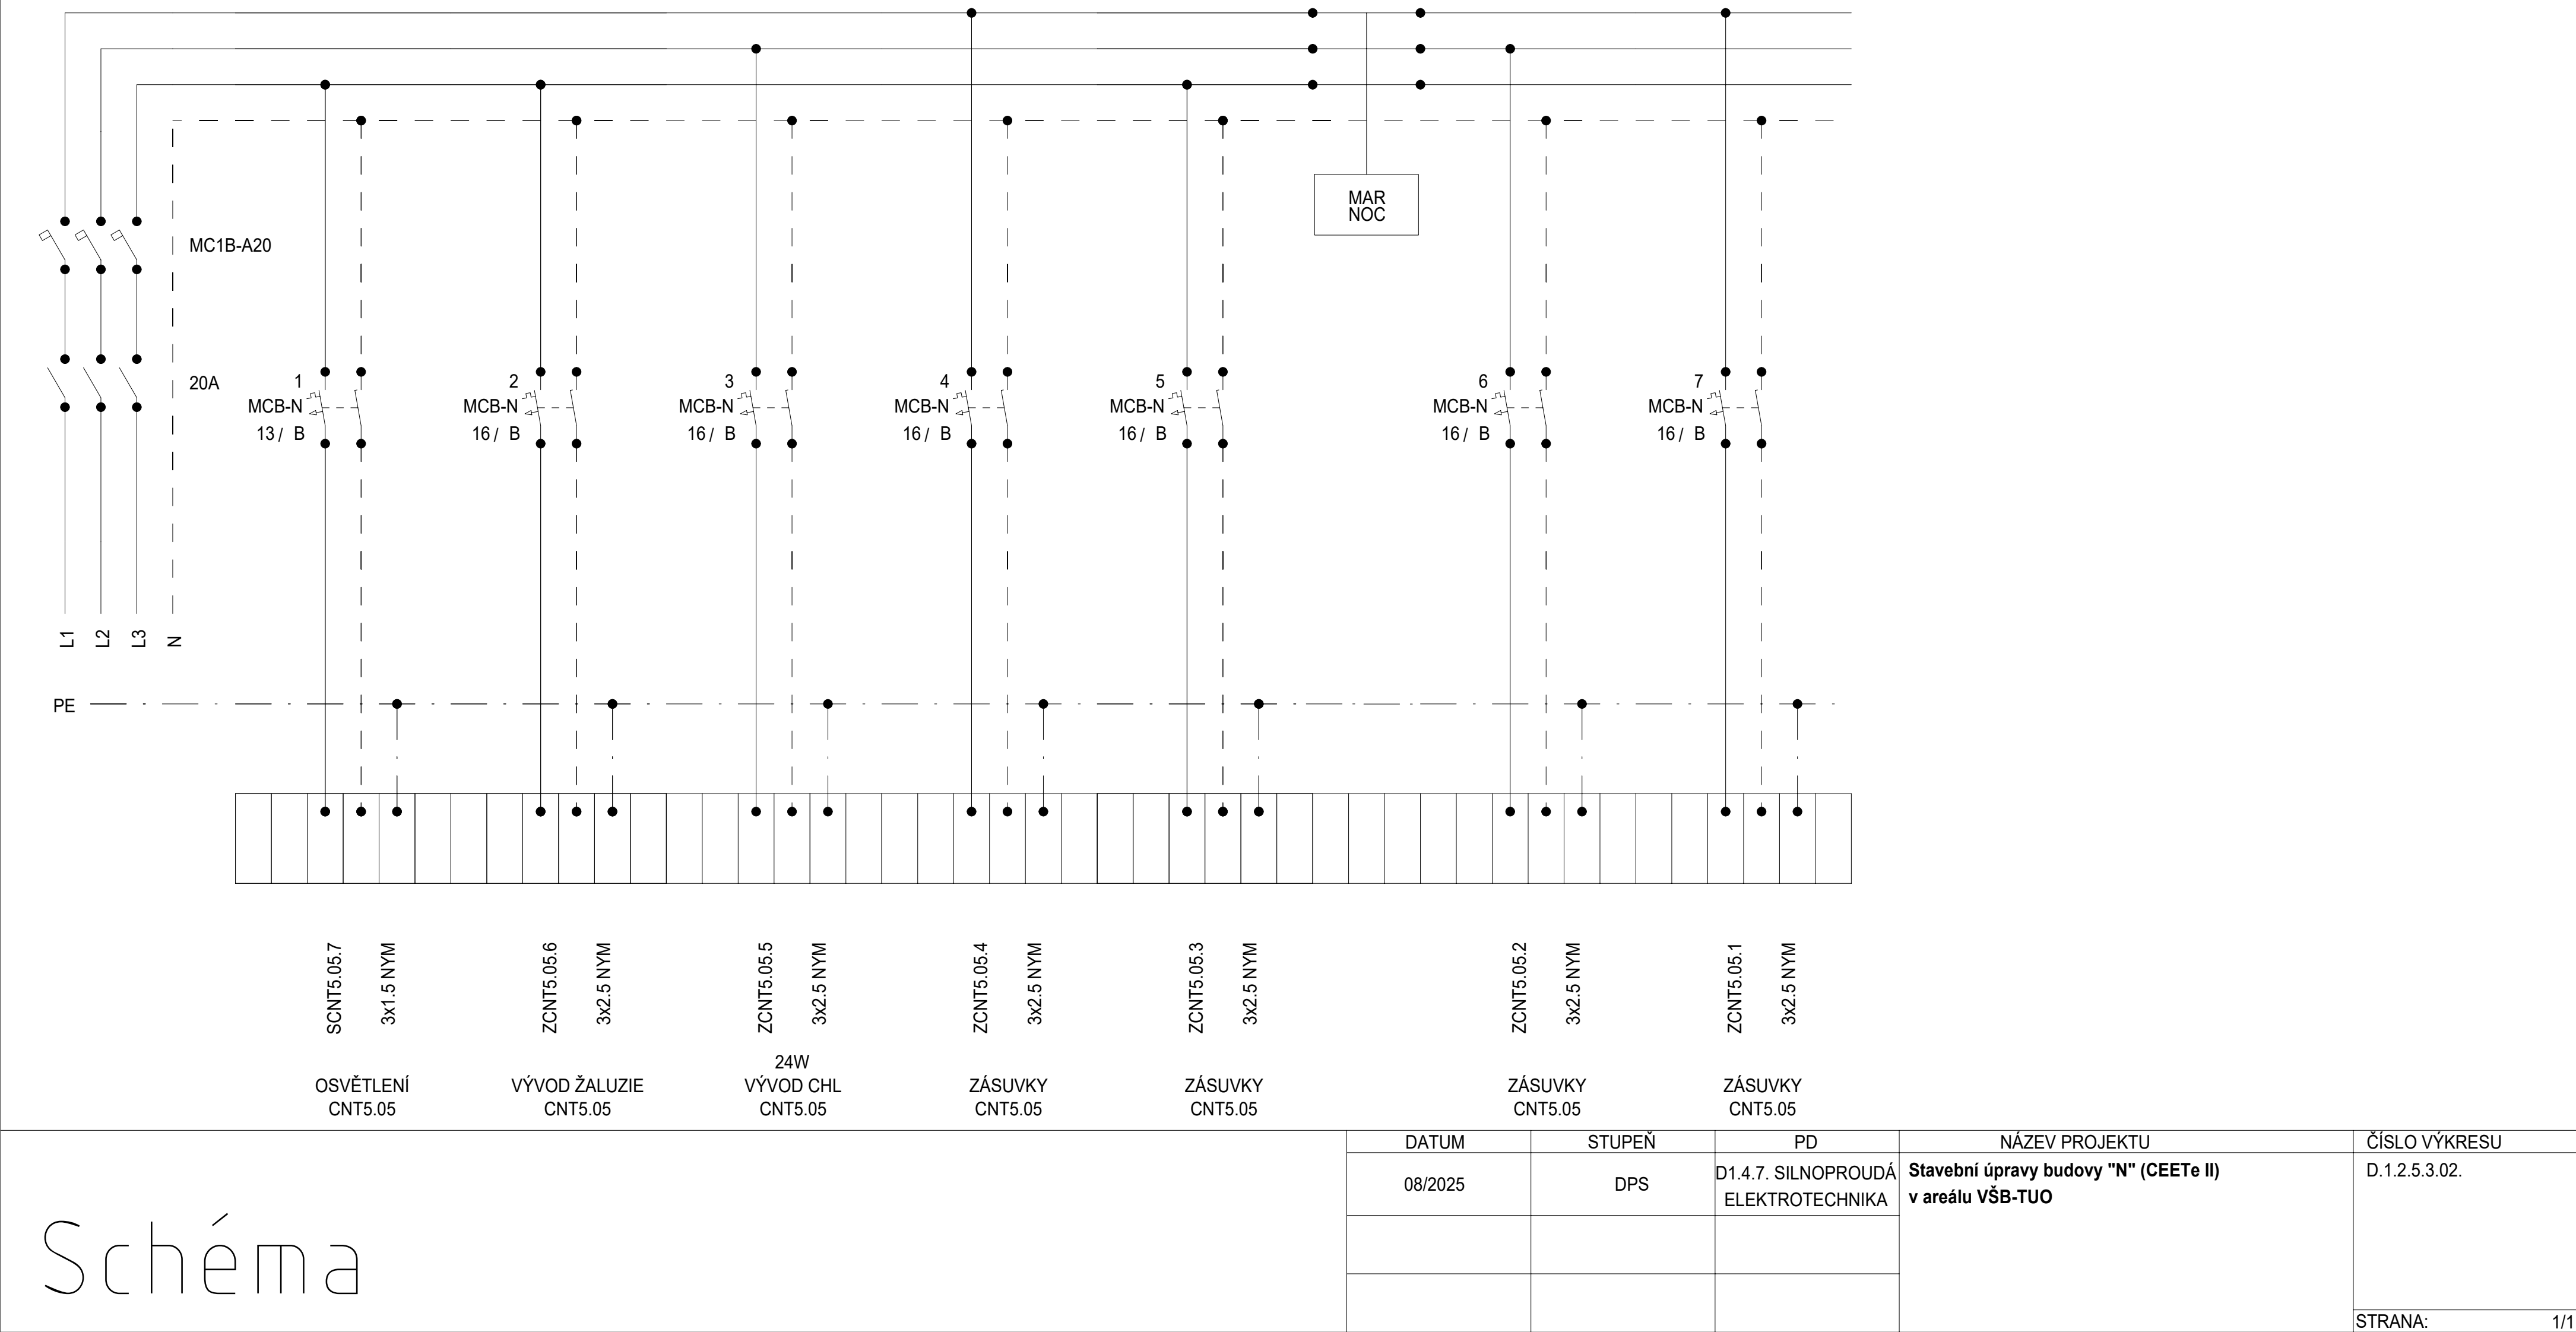 MAR
NOC
MC1B-A20
20A
1
MCB-N
13 / B
2
MCB-N
16 / B
3
MCB-N
16 / B
4
MCB-N
16 / B
5
MCB-N
16 / B
6
MCB-N
16 / B
7
MCB-N
16 / B
L1
L2
L3
N
PE
SCNT5.05.7
3x1.5 NYM
ZCNT5.05.6
3x2.5 NYM
ZCNT5.05.5
3x2.5 NYM
ZCNT5.05.4
3x2.5 NYM
ZCNT5.05.3
3x2.5 NYM
ZCNT5.05.2
3x2.5 NYM
ZCNT5.05.1
3x2.5 NYM
OSVĚTLENÍ
CNT5.05
VÝVOD ŽALUZIE
CNT5.05
24W
VÝVOD CHL
CNT5.05
ZÁSUVKY
CNT5.05
ZÁSUVKY
CNT5.05
ZÁSUVKY
CNT5.05
ZÁSUVKY
CNT5.05
Schéma
DATUM
08/2025
STUPEŇ
DPS
PD
D1.4.7. SILNOPROUDÁ
ELEKTROTECHNIKA
NÁZEV PROJEKTU
Stavební úpravy budovy "N" (CEETe II)
v areálu VŠB-TUO
ČÍSLO VÝKRESU
D.1.2.5.3.02.
STRANA: 1/1